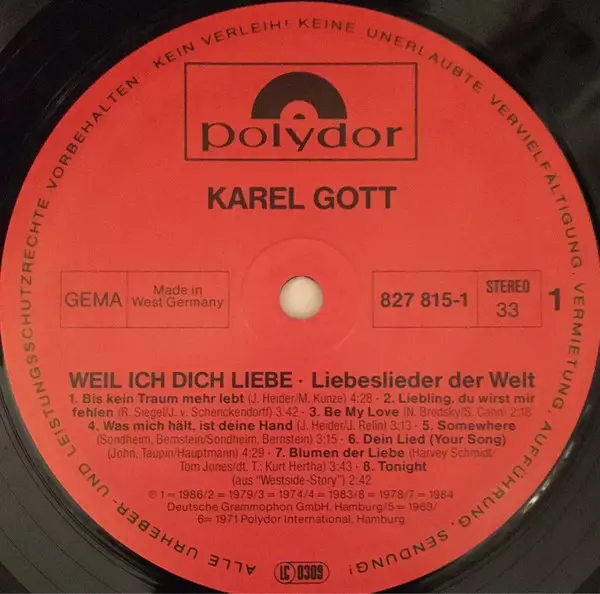 ALLE URHEBER- UND LEISTUNGSSCHUTZRECHTE VORBEHALTEN · KEIN VERLEIH! KEINE UNERLAUBTE VERVIELFÄLTIGUNG, VERMIETUNG, AUFFÜHRUNG, SENDUNG!
polydor
KAREL GOTT
GEMA
Made in
West Germany
827 815-1
STEREO
33
1
WEIL ICH DICH LIEBE · Liebeslieder der Welt
1. Bis kein Traum mehr lebt (J. Heider/M. Kunze) 4:28 - 2. Liebling, du wirst mir
fehlen (R. Siegel/J. v. Schenckendorf) 3:42 - 3. Be My Love (N. Brodsky/S. Cahn) 2:18
4. Was mich hält, ist deine Hand (J. Heider/J. Relin) 3:13 - 5. Somewhere
(Sondheim, Bernstein/Sondheim, Bernstein) 3:15 - 6. Dein Lied (Your Song)
(John, Taupin/Hauptmann) 4:29 - 7. Blumen der Liebe (Harvey Schmidt-
Tom Jones/dt. T.: Kurt Hertha) 3:43 - 8. Tonight
(aus "Westside-Story") 2:42
℗ 1 = 1986/2 = 1979/3 = 1974/4 = 1983/8 = 1978/7 = 1984
Deutsche Grammophon GmbH, Hamburg/5 = 1969/
6 = 1971 Polydor International, Hamburg
LC 0309